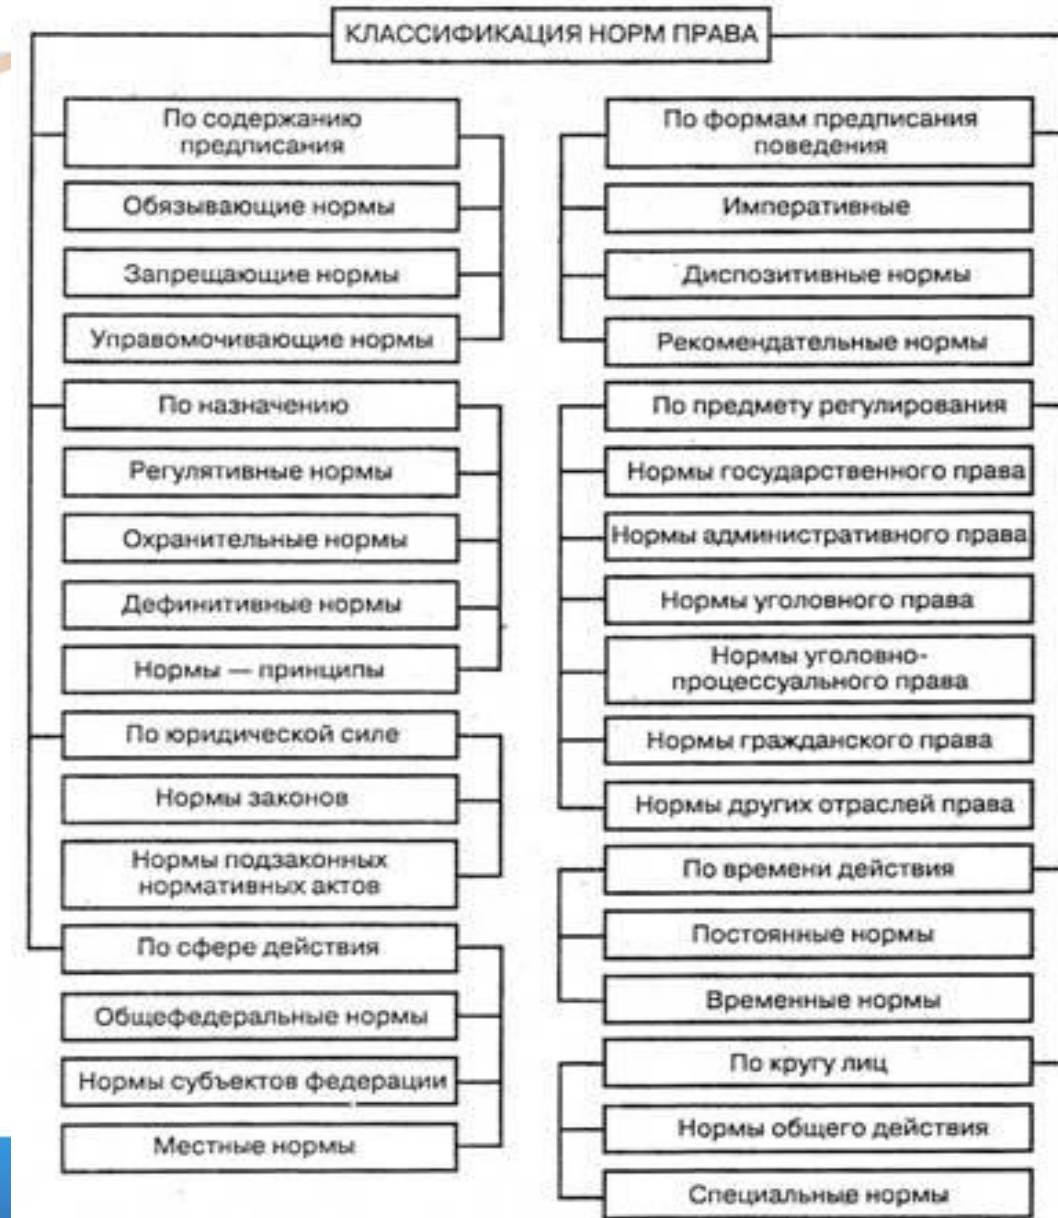 КЛАССИФИКАЦИЯ НОРМ ПРАВА
По содержанию
предписания
Обязывающие нормы
Запрещающие нормы
Управомочивающие нормы
По назначению
Регулятивные нормы
Охранительные нормы
Дефинитивные нормы
Нормы — принципы
По юридической силе
Нормы законов
Нормы подзаконных
нормативных актов
По сфере действия
Общефедеральные нормы
Нормы субъектов федерации
Местные нормы
По формам предписания
поведения
Императивные
Диспозитивные нормы
Рекомендательные нормы
По предмету регулирования
Нормы государственного права
Нормы административного права
Нормы уголовного права
Нормы уголовно-
процессуального права
Нормы гражданского права
Нормы других отраслей права
По времени действия
Постоянные нормы
Временные нормы
По кругу лиц
Нормы общего действия
Специальные нормы